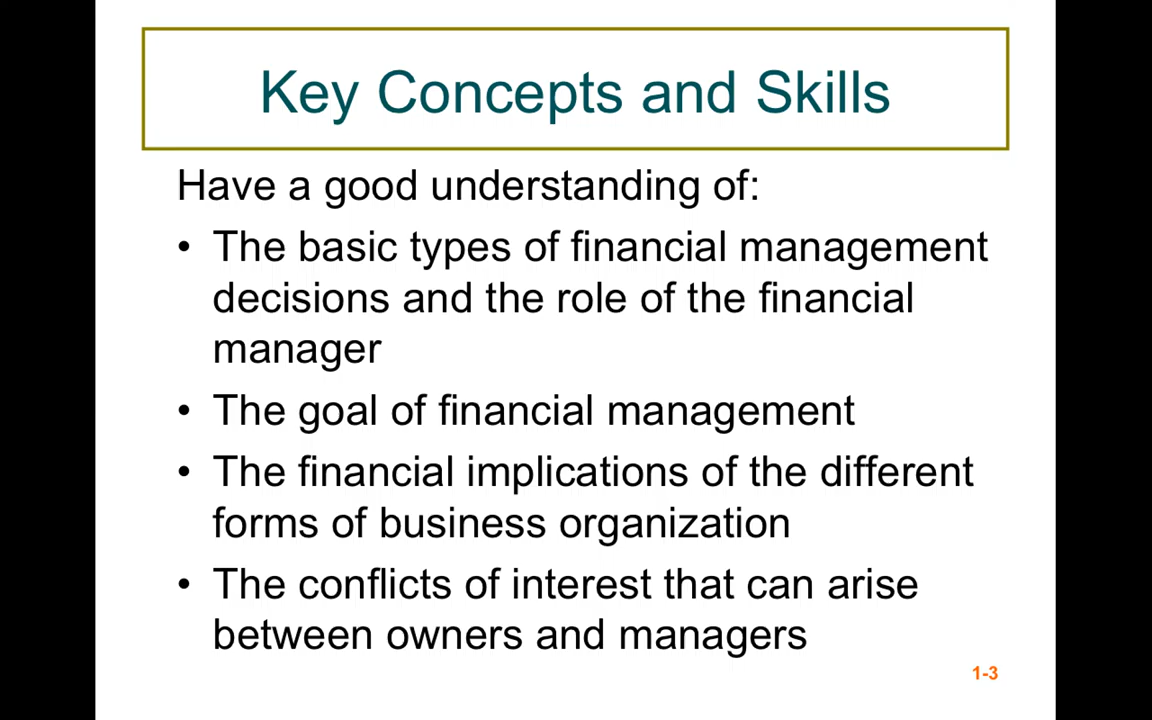 Key Concepts and Skills
Have a good understanding of:
• The basic types of financial management
decisions and the role of the financial
manager
• The goal of financial management
• The financial implications of the different
forms of business organization
• The conflicts of interest that can arise
between owners and managers
1-3